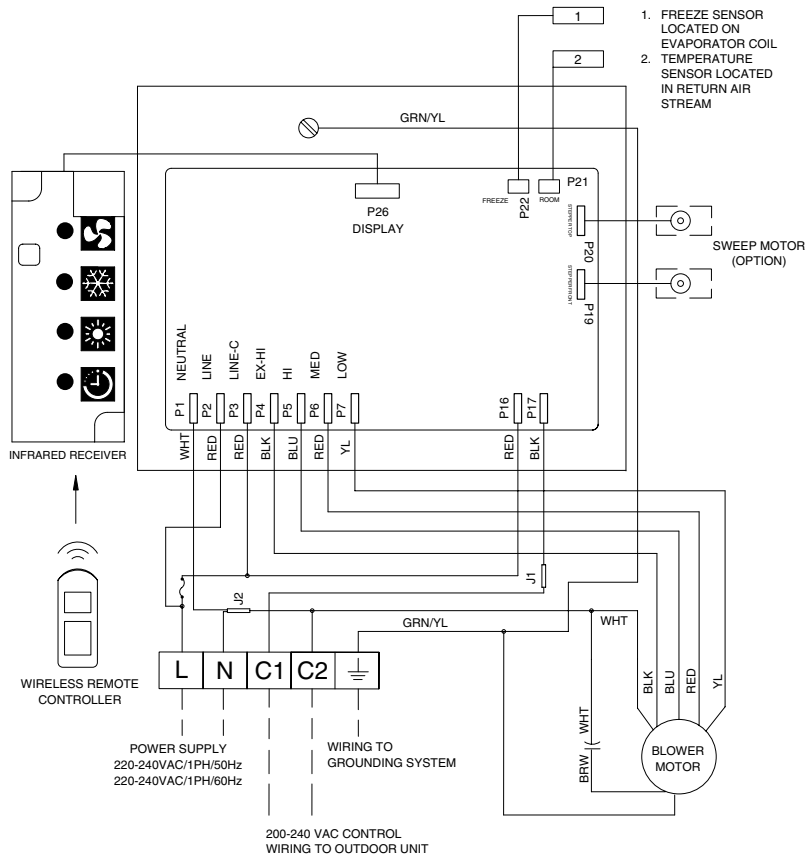 1
2
1. FREEZE SENSOR
LOCATED ON
EVAPORATOR COIL
2. TEMPERATURE
SENSOR LOCATED
IN RETURN AIR
STREAM
GRN/YL
P26
DISPLAY
FREEZE
P22
ROOM
P21
STEPPER TOP
P20
STEPPER FRONT
P19
SWEEP MOTOR
(OPTION)
NEUTRAL
LINE
LINE-C
EX-HI
HI
MED
LOW
P1
P2
P3
P4
P5
P6
P7
P16
P17
WHT
RED
RED
BLK
BLU
RED
YL
RED
BLK
INFRARED RECEIVER
J1
J2
GRN/YL
WHT
L
N
C1
C2
WIRELESS REMOTE
CONTROLLER
BLK
BLU
RED
YL
WHT
BRW
BLOWER
MOTOR
POWER SUPPLY
220-240VAC/1PH/50Hz
220-240VAC/1PH/60Hz
WIRING TO
GROUNDING SYSTEM
200-240 VAC CONTROL
WIRING TO OUTDOOR UNIT